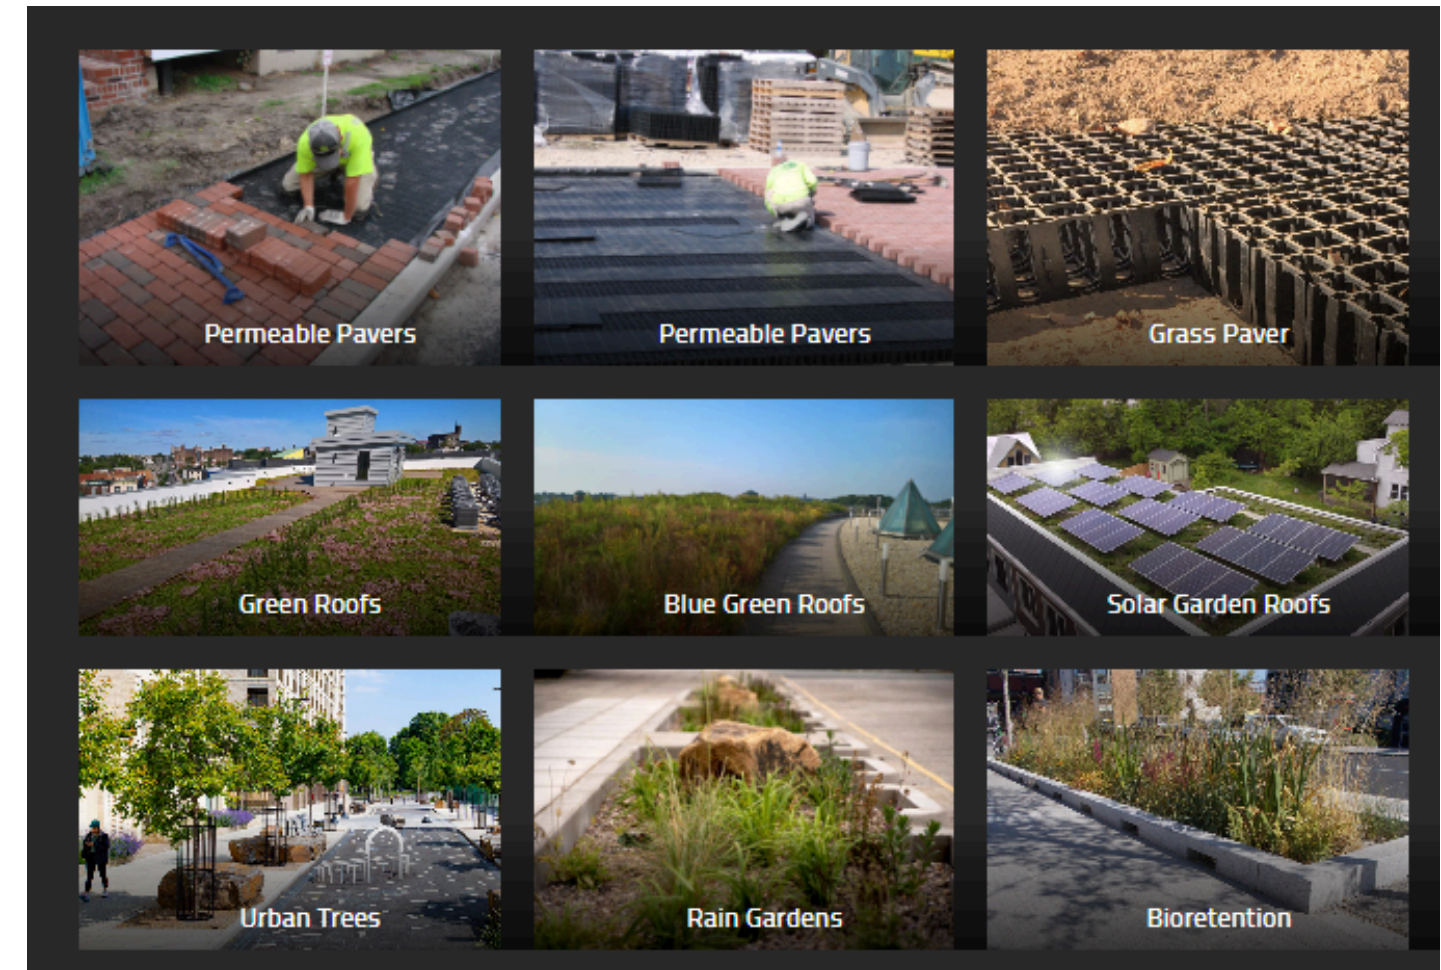 Permeable Pavers
Permeable Pavers
Grass Paver
Green Roofs
Blue Green Roofs
Solar Garden Roofs
Urban Trees
Rain Gardens
Bioretention